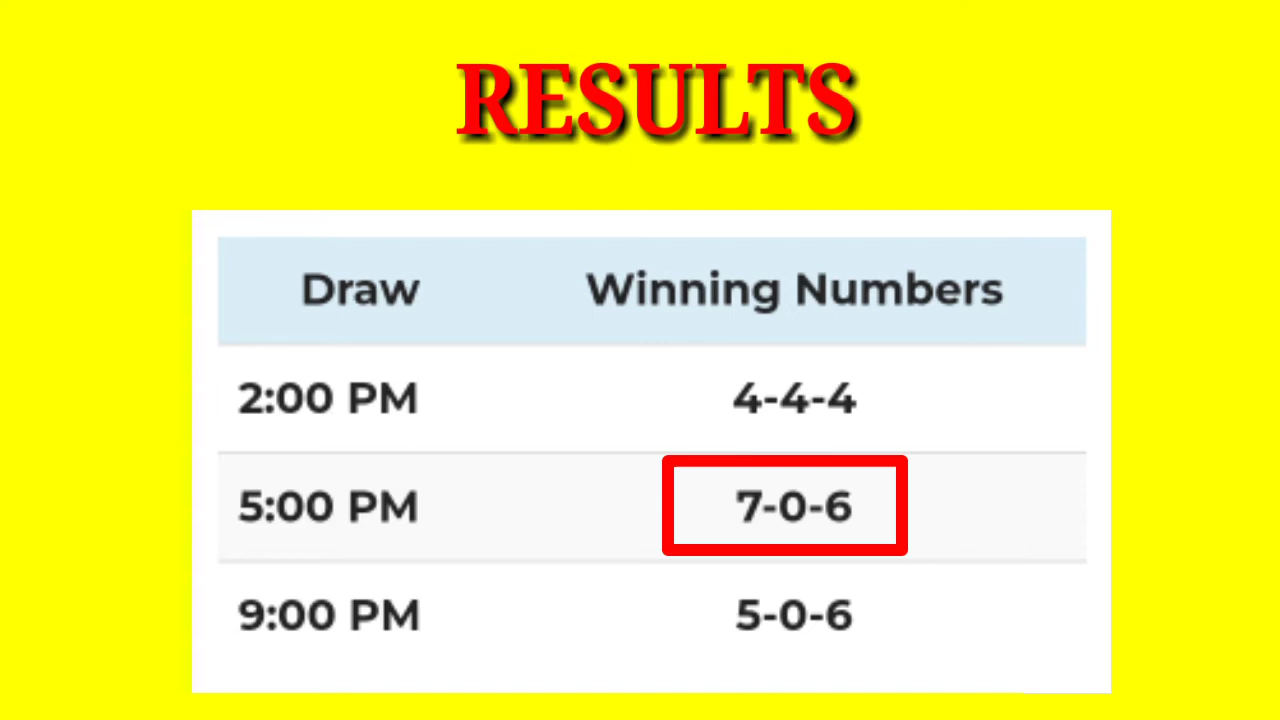 RESULTS
Draw Winning Numbers
2:00 PM 4-4-4
5:00 PM 7-0-6
9:00 PM 5-0-6